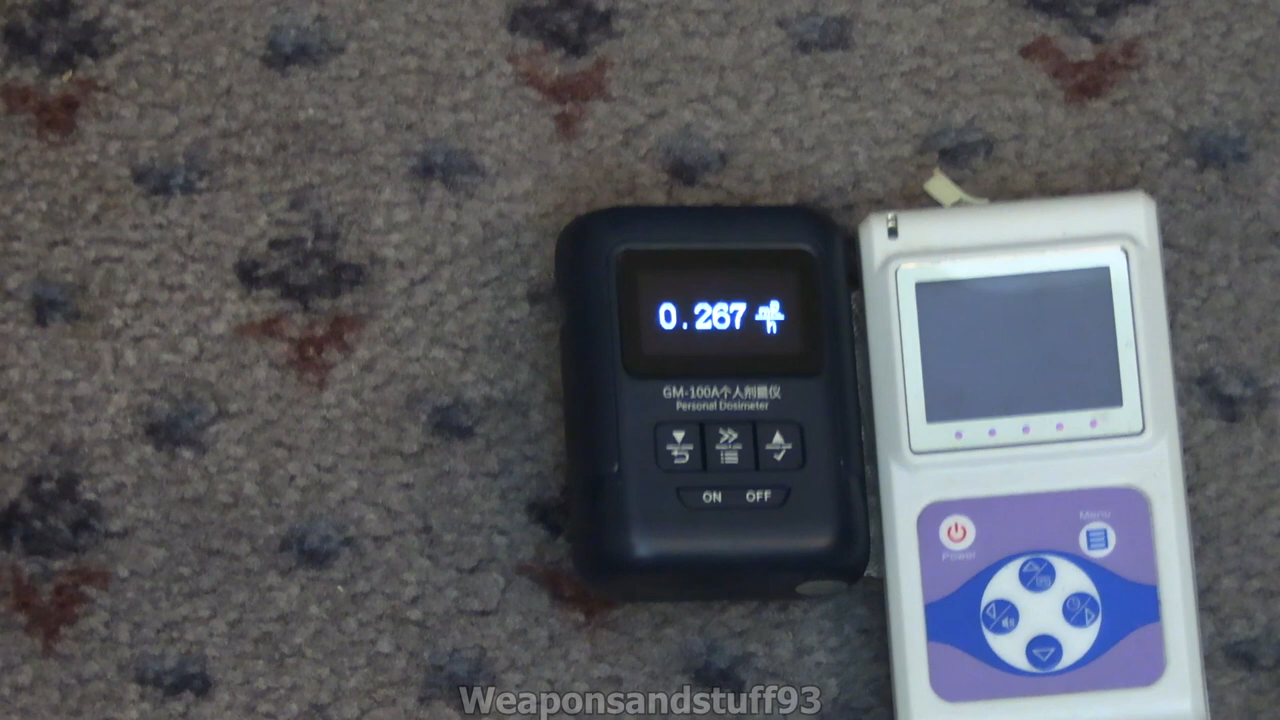 0.267 mR/h
GM-100A个人剂量仪
Personal Dosimeter
ON OFF
Power
Menu
Weaponsandstuff93